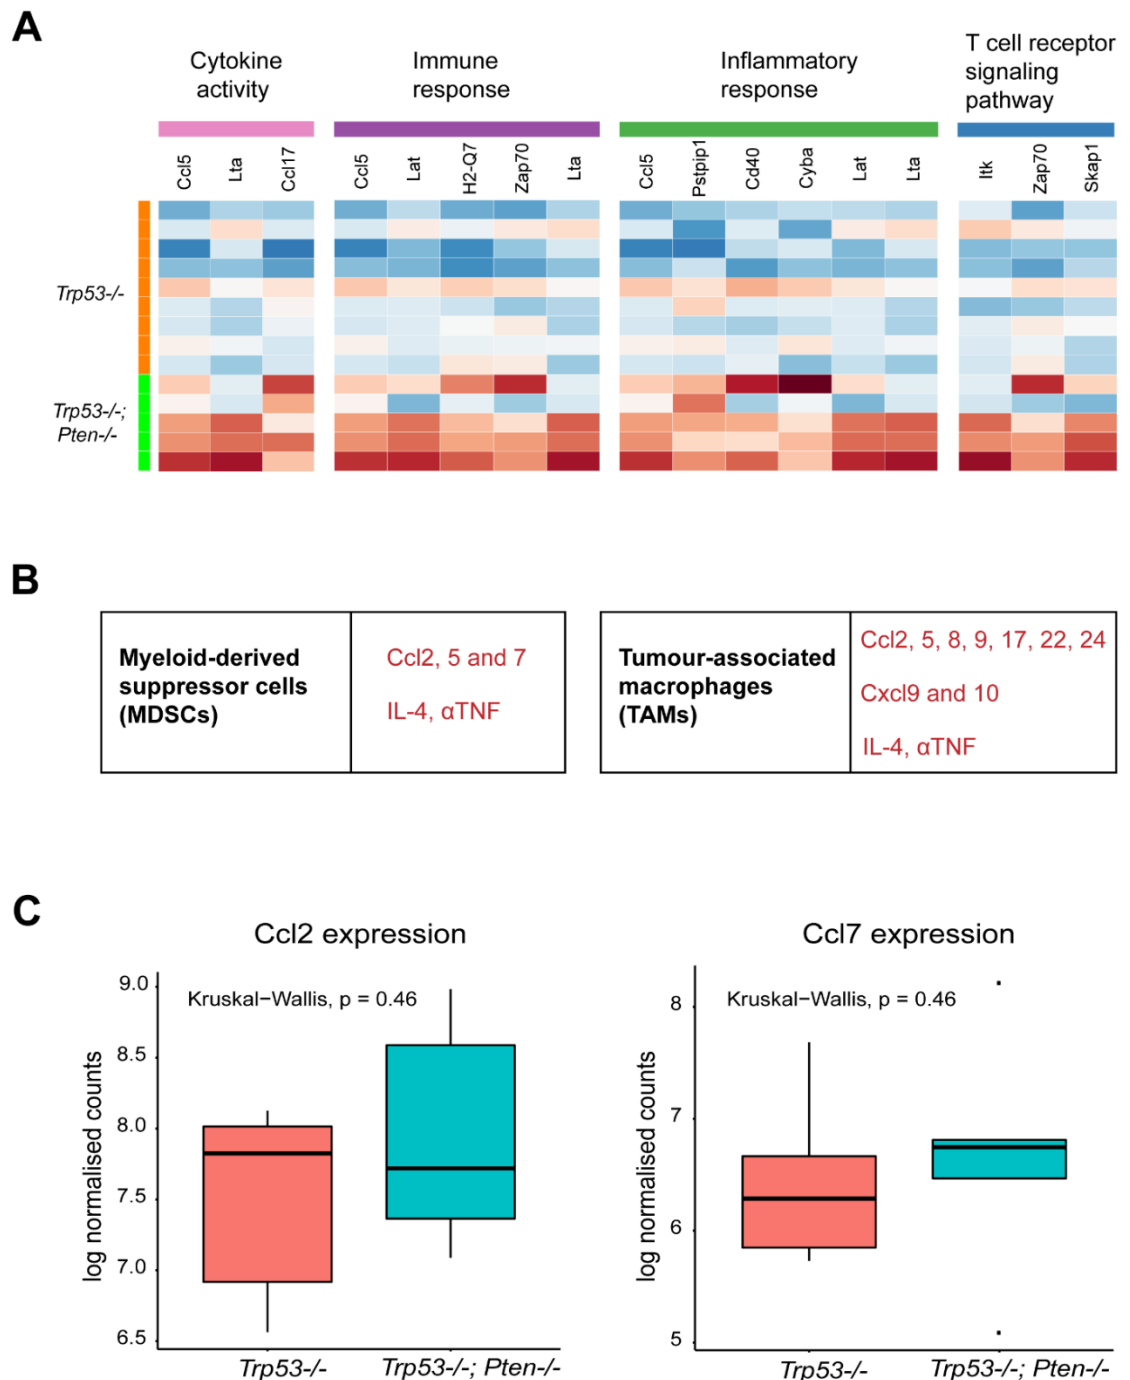 A
Cytokine
activity
Immune
response
Inflammatory
response
T cell receptor
signaling
pathway
Ccl5 Lta Ccl17 Ccl5 Lat H2-Q7 Zap70 Lta Ccl5 Pstpip1 Cd40 Cyba Lat Lta Itk Zap70 Skap1
Trp53-/-
Trp53-/-;
Pten-/-
B
Myeloid-derived
suppressor cells
(MDSCs)
Ccl2, 5 and 7
IL-4, αTNF
Tumour-associated
macrophages
(TAMs)
Ccl2, 5, 8, 9, 17, 22, 24
Cxcl9 and 10
IL-4, αTNF
C
Ccl2 expression
Kruskal−Wallis, p = 0.46
log normalised counts
9.0
8.5
8.0
7.5
7.0
6.5
Trp53-/- Trp53-/-; Pten-/-
Ccl7 expression
Kruskal−Wallis, p = 0.46
log normalised counts
8
7
6
5
Trp53-/- Trp53-/-; Pten-/-